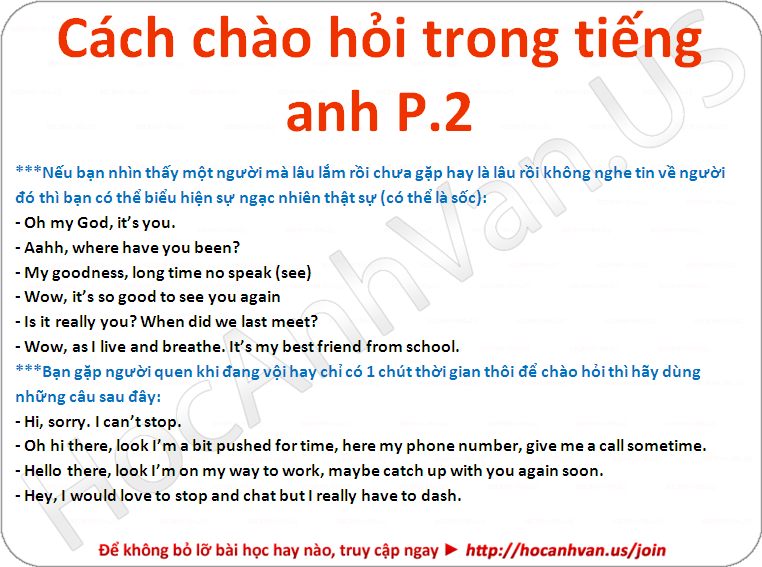 Cách chào hỏi trong tiếng
anh P.2
***Nếu bạn nhìn thấy một người mà lâu lắm rồi chưa gặp hay là lâu rồi không nghe tin về người
đó thì bạn có thể biểu hiện sự ngạc nhiên thật sự (có thể là sốc):
- Oh my God, it’s you.
- Aahh, where have you been?
- My goodness, long time no speak (see)
- Wow, it’s so good to see you again
- Is it really you? When did we last meet?
- Wow, as I live and breathe. It’s my best friend from school.
***Bạn gặp người quen khi đang vội hay chỉ có 1 chút thời gian thôi để chào hỏi thì hãy dùng
những câu sau đây:
- Hi, sorry. I can’t stop.
- Oh hi there, look I’m a bit pushed for time, here my phone number, give me a call sometime.
- Hello there, look I’m on my way to work, maybe catch up with you again soon.
- Hey, I would love to stop and chat but I really have to dash.
Để không bỏ lỡ bài học hay nào, truy cập ngay ► http://hocanhvan.us/join
HocAnhVan.Us